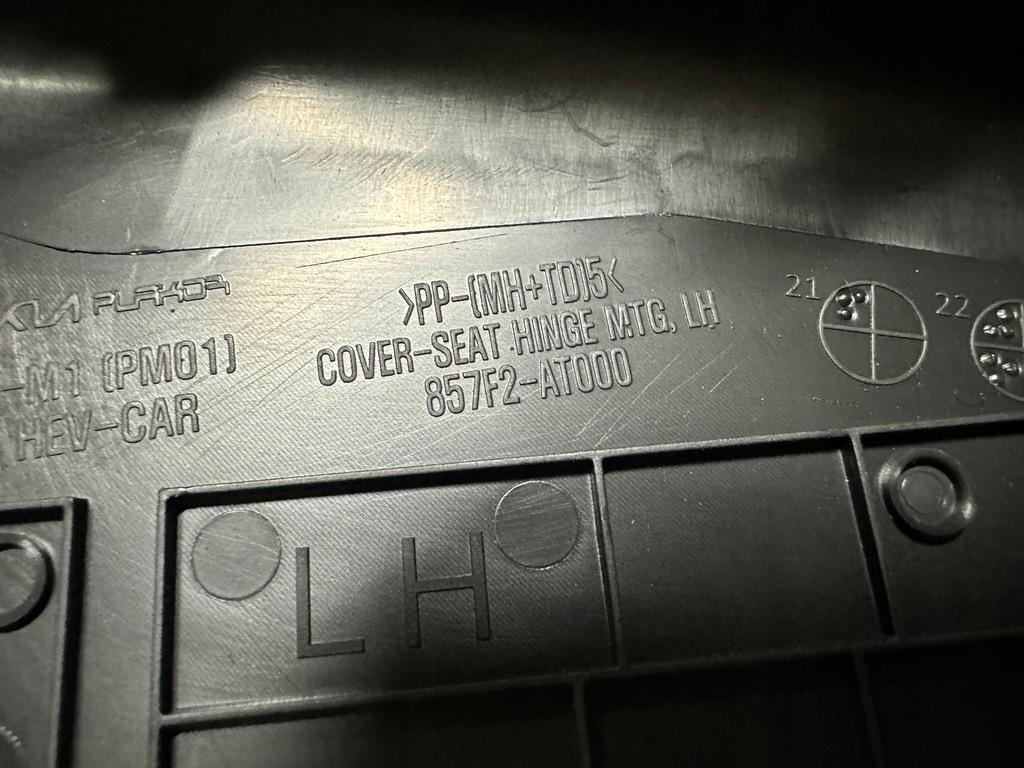 KIA PLAKOR
-M1 (PM01)
HEV-CAR
>PP-(MH+TD)5<
COVER-SEAT HINGE MTG, LH
857F2-AT000
21
22
LH